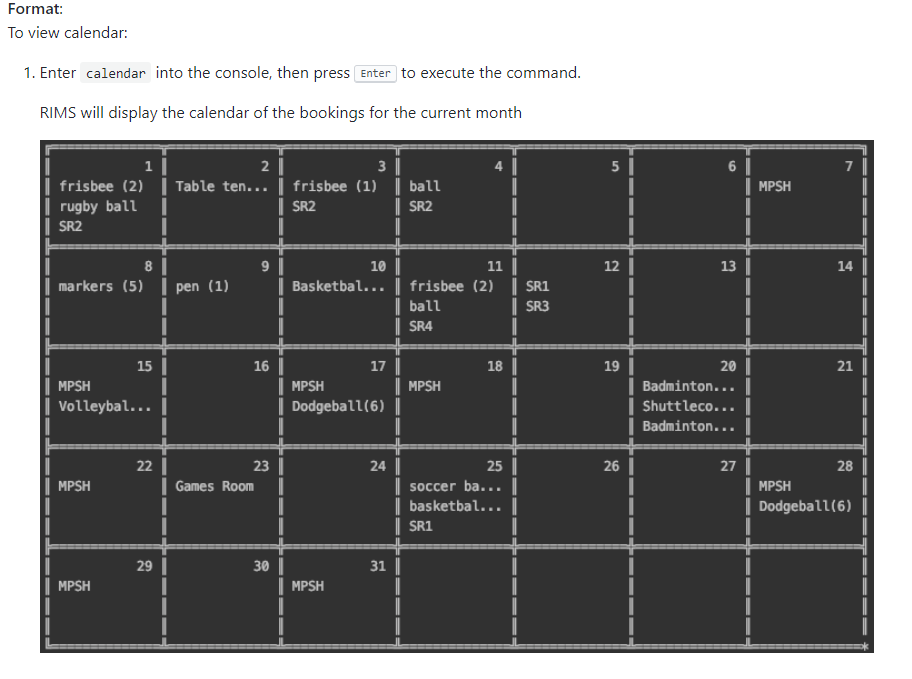 Format:
To view calendar:
1. Enter calendar into the console, then press Enter to execute the command.
RIMS will display the calendar of the bookings for the current month
1 2 3 4 5 6 7
frisbee (2) Table ten... frisbee (1) ball MPSH
rugby ball SR2 SR2
SR2
8 9 10 11 12 13 14
markers (5) pen (1) Basketbal... frisbee (2) SR1
ball SR3
SR4
15 16 17 18 19 20 21
MPSH MPSH MPSH Badminton...
Volleybal... Dodgeball(6) Shuttleco...
Badminton...
22 23 24 25 26 27 28
MPSH Games Room soccer ba... MPSH
basketbal... Dodgeball(6)
SR1
29 30 31
MPSH MPSH